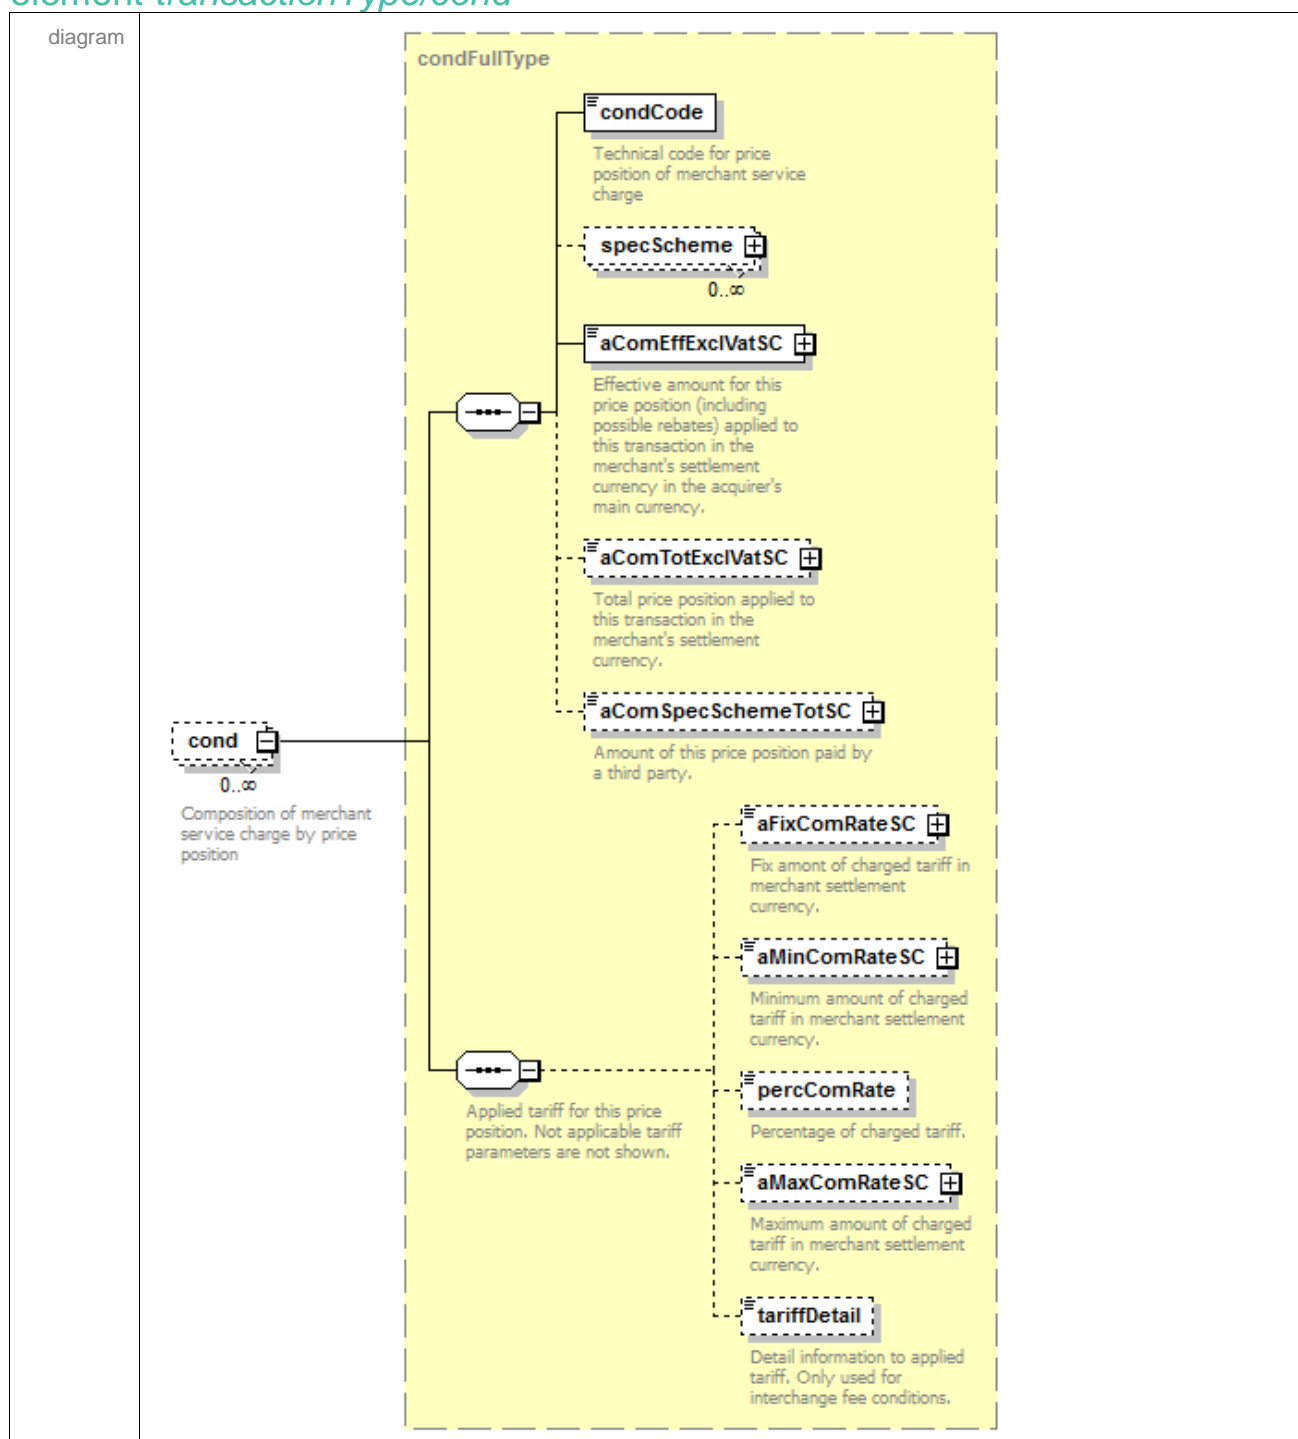 element transactionType/cond
diagram
condFullType
condCode
Technical code for price
position of merchant service
charge
specScheme
0..∞
aComEffExclVatSC
Effective amount for this
price position (including
possible rebates) applied to
this transaction in the
merchant's settlement
currency in the acquirer's
main currency.
aComTotExclVatSC
Total price position applied to
this transaction in the
merchant's settlement
currency.
aComSpecSchemeTotSC
Amount of this price position paid by
a third party.
cond
0..∞
Composition of merchant
service charge by price
position
Applied tariff for this price
position. Not applicable tariff
parameters are not shown.
aFixComRateSC
Fix amont of charged tariff in
merchant settlement
currency.
aMinComRateSC
Minimum amount of charged
tariff in merchant settlement
currency.
percComRate
Percentage of charged tariff.
aMaxComRateSC
Maximum amount of charged
tariff in merchant settlement
currency.
tariffDetail
Detail information to applied
tariff. Only used for
interchange fee conditions.